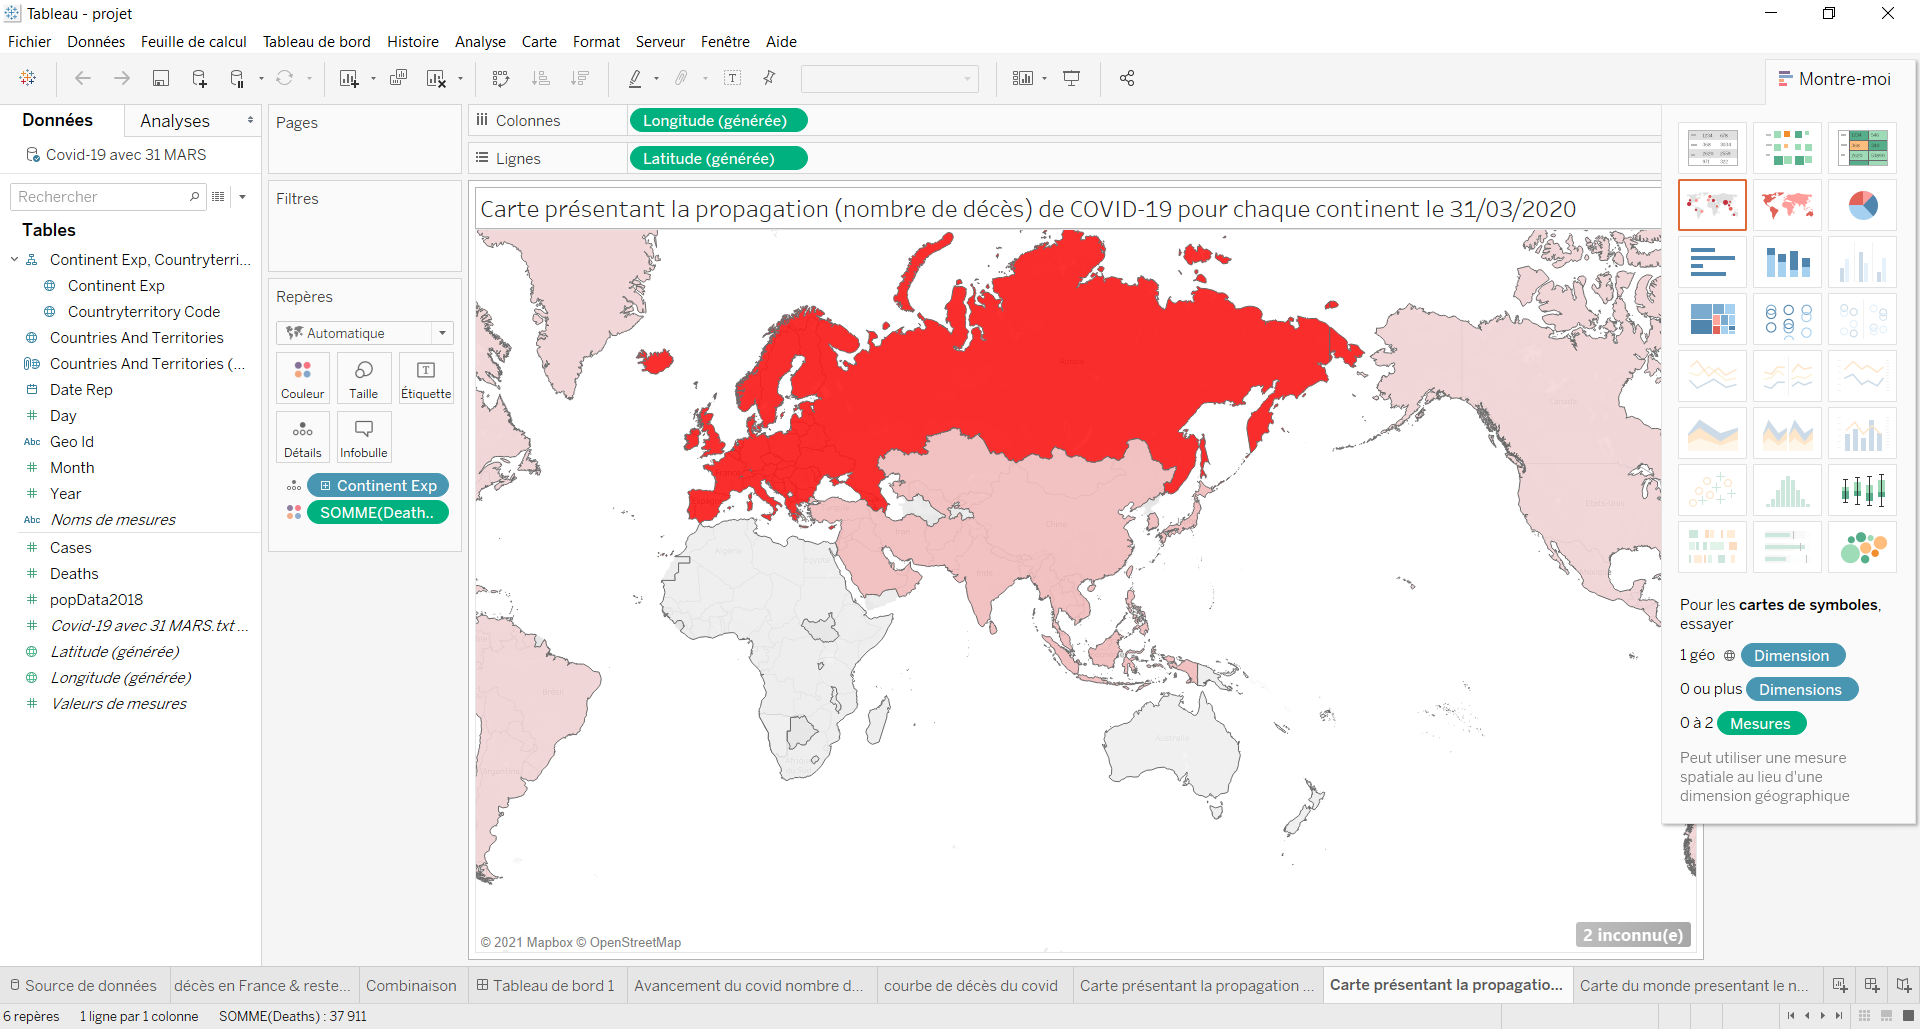 Tableau - projet
Fichier Données Feuille de calcul Tableau de bord Histoire Analyse Carte Format Serveur Fenêtre Aide
Montre-moi
Données Analyses
Covid-19 avec 31 MARS
Rechercher
Tables
Continent Exp, Countryterri...
Continent Exp
Countryterritory Code
Countries And Territories
Countries And Territories (...
Date Rep
Day
Abc Geo Id
Month
Year
Abc Noms de mesures
Cases
Deaths
popData2018
Covid-19 avec 31 MARS.txt ...
Latitude (générée)
Longitude (générée)
Valeurs de mesures
Pages
Filtres
Repères
Automatique
Couleur Taille Étiquette
Détails Infobulle
Continent Exp
SOMME(Death..
Colonnes Longitude (générée)
Lignes Latitude (générée)
Carte présentant la propagation (nombre de décès) de COVID-19 pour chaque continent le 31/03/2020
© 2021 Mapbox © OpenStreetMap
2 inconnu(e)
Pour les cartes de symboles,
essayer
1 géo Dimension
0 ou plus Dimensions
0 à 2 Mesures
Peut utiliser une mesure
spatiale au lieu d'une
dimension géographique
Source de données décès en France & reste... Combinaison Tableau de bord 1 Avancement du covid nombre d... courbe de décès du covid Carte présentant la propagation ... Carte présentant la propagatio... Carte du monde presentant le n...
6 repères 1 ligne par 1 colonne SOMME(Deaths) : 37 911